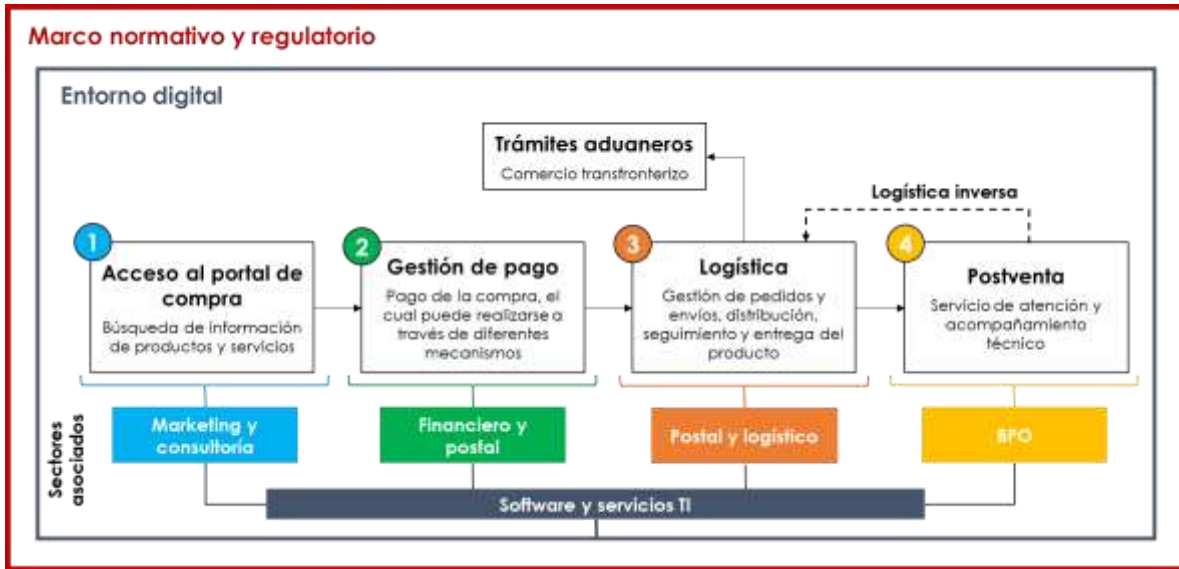 Marco normativo y regulatorio
Entorno digital
Trámites aduaneros
Comercio transfronterizo
Logística inversa
1
Acceso al portal de
compra
Búsqueda de información
de productos y servicios
2
Gestión de pago
Pago de la compra, el
cual puede realizarse a
través de diferentes
mecanismos
3
Logística
Gestión de pedidos y
envíos, distribución,
seguimiento y entrega del
producto
4
Postventa
Servicio de atención y
acompañamiento
técnico
Sectores
asociados
Marketing y
consultoría
Financiero y
postal
Postal y logístico
BPO
Software y servicios TI